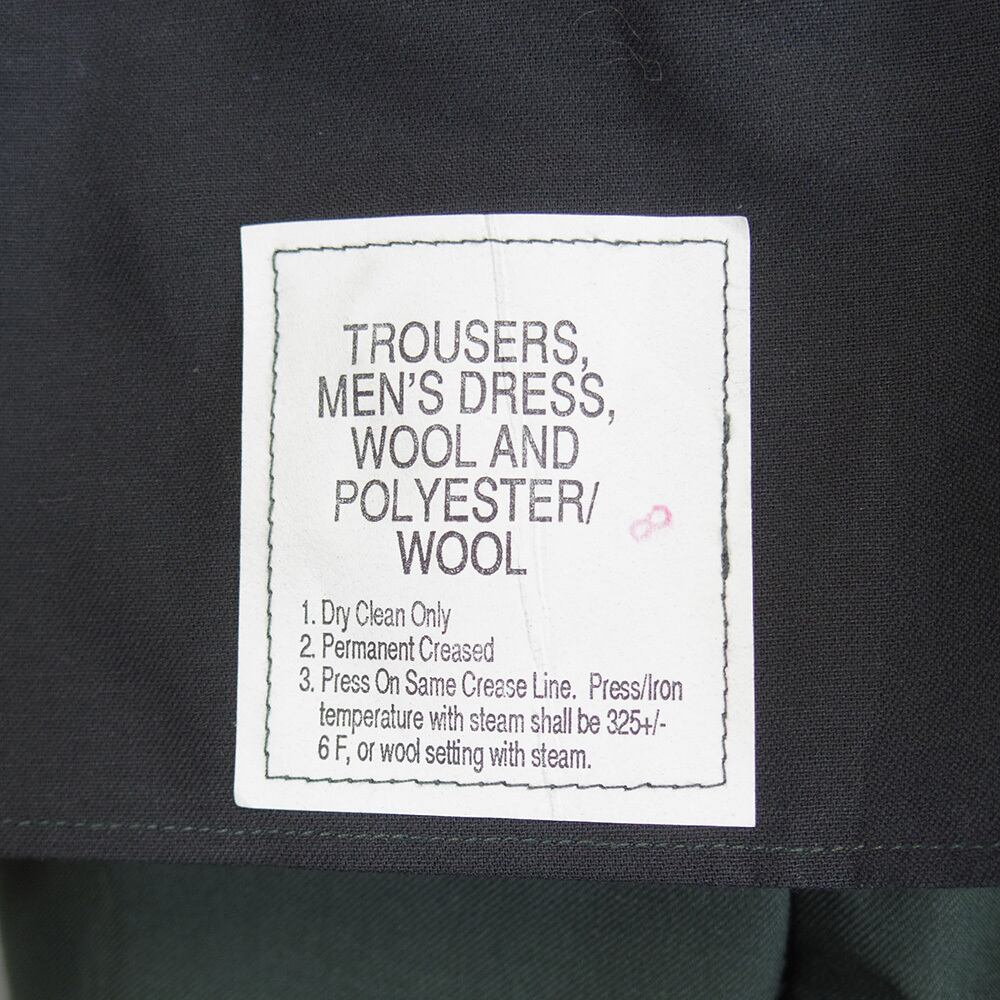 TROUSERS,
MEN'S DRESS,
WOOL AND
POLYESTER/
WOOL
8
1. Dry Clean Only
2. Permanent Creased
3. Press On Same Crease Line. Press/Iron
temperature with steam shall be 325+/-
6 F, or wool setting with steam.